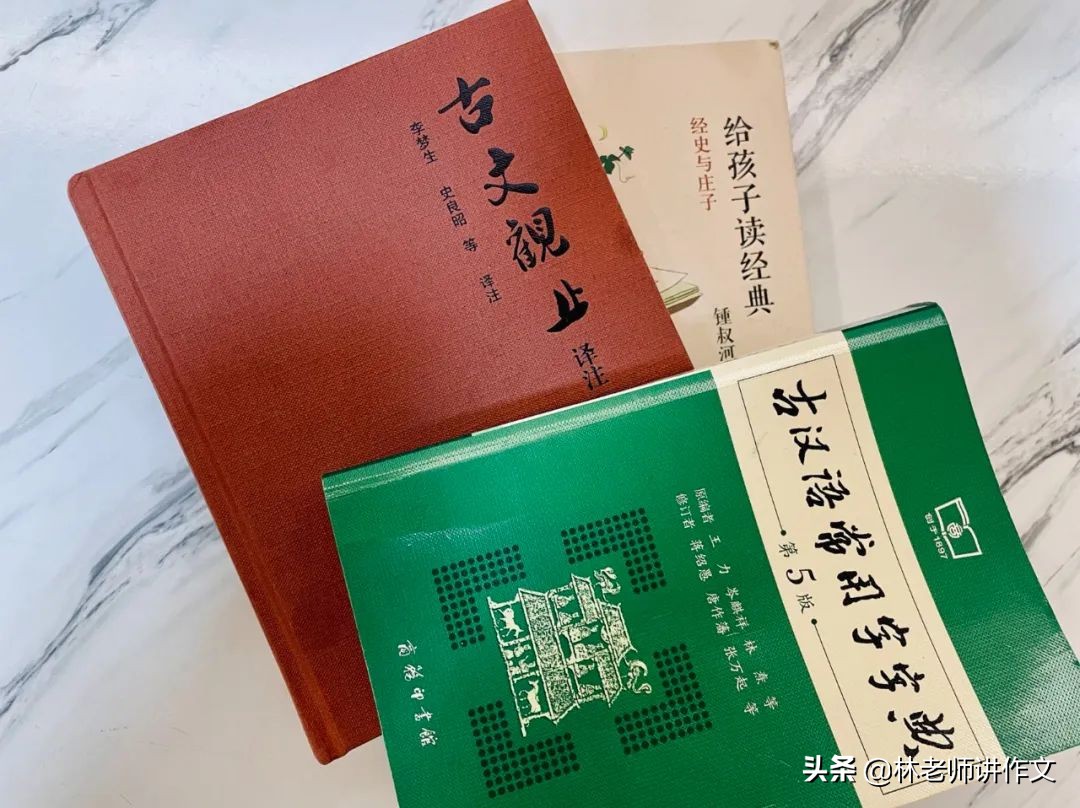 古文觀止
译注
李梦生 史良昭 等 译注
给孩子读经典
经史与庄子
锺叔河
古汉语常用字字典
第5版
原编者 王力 岑麒祥 林焘 等
修订者 蒋绍愚 唐作藩 张万起 等
商務印書館
创于1897
头条 @林老师讲作文